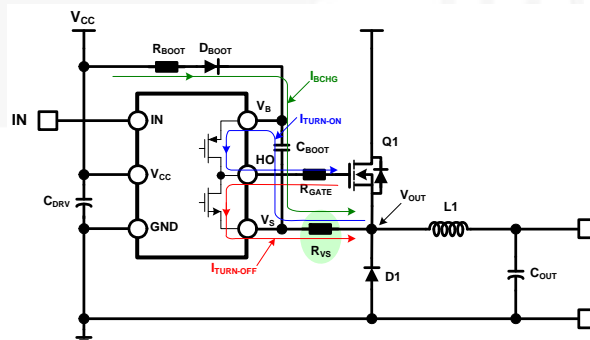 VCC
RBOOT
DBOOT
IBCHG
IN
IN
VB
ITURN-ON
CBOOT
Q1
HO
VCC
RGATE
CDRV
VOUT
L1
GND
VS
RVS
ITURN-OFF
D1
COUT